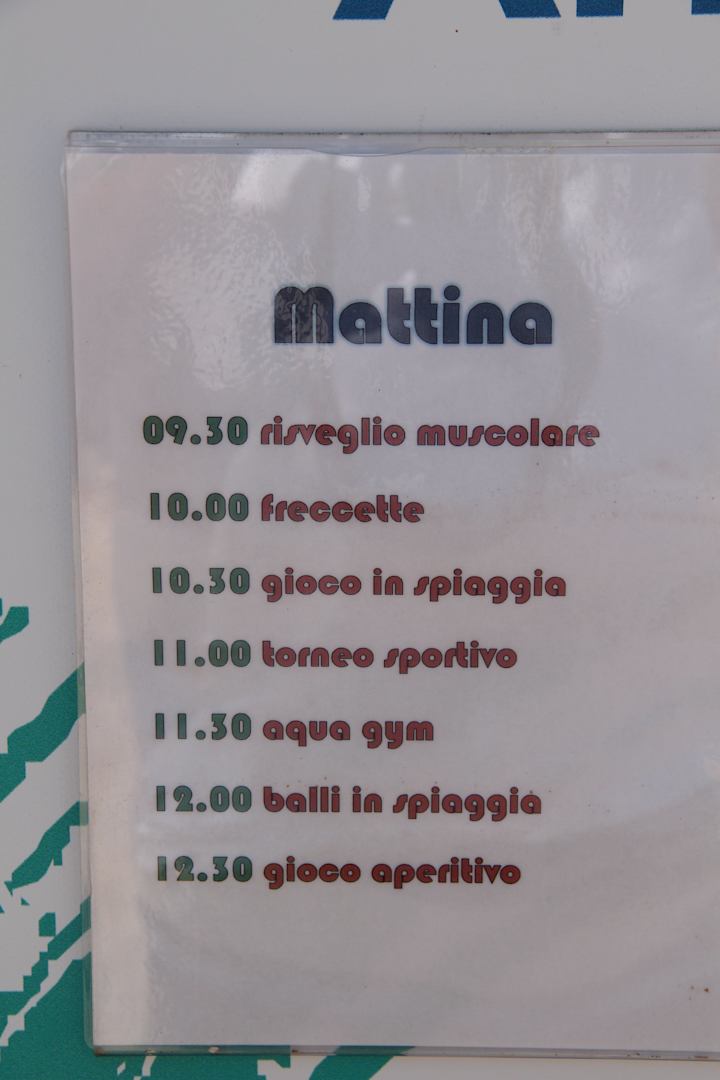 Mattina
09.30 risveglio muscolare
10.00 freccette
10.30 gioco in spiaggia
11.00 torneo sportivo
11.30 aqua gym
12.00 balli in spiaggia
12.30 gioco aperitivo